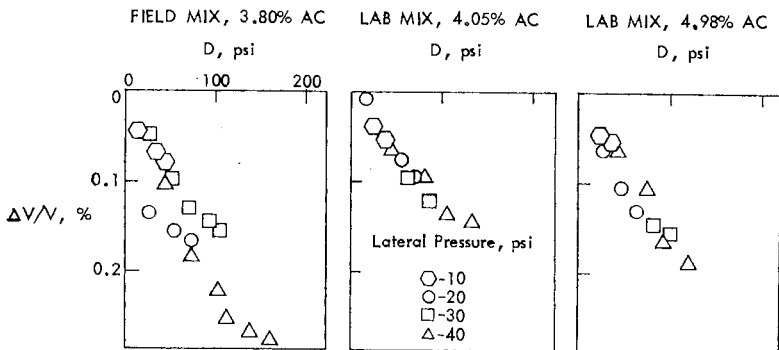 FIELD MIX, 3.80% AC
LAB MIX, 4.05% AC
LAB MIX, 4.98% AC
D, psi
D, psi
D, psi
0 100 200
0
0.1
ΔV/V, %
0.2
Lateral Pressure, psi
-10
-20
-30
-40